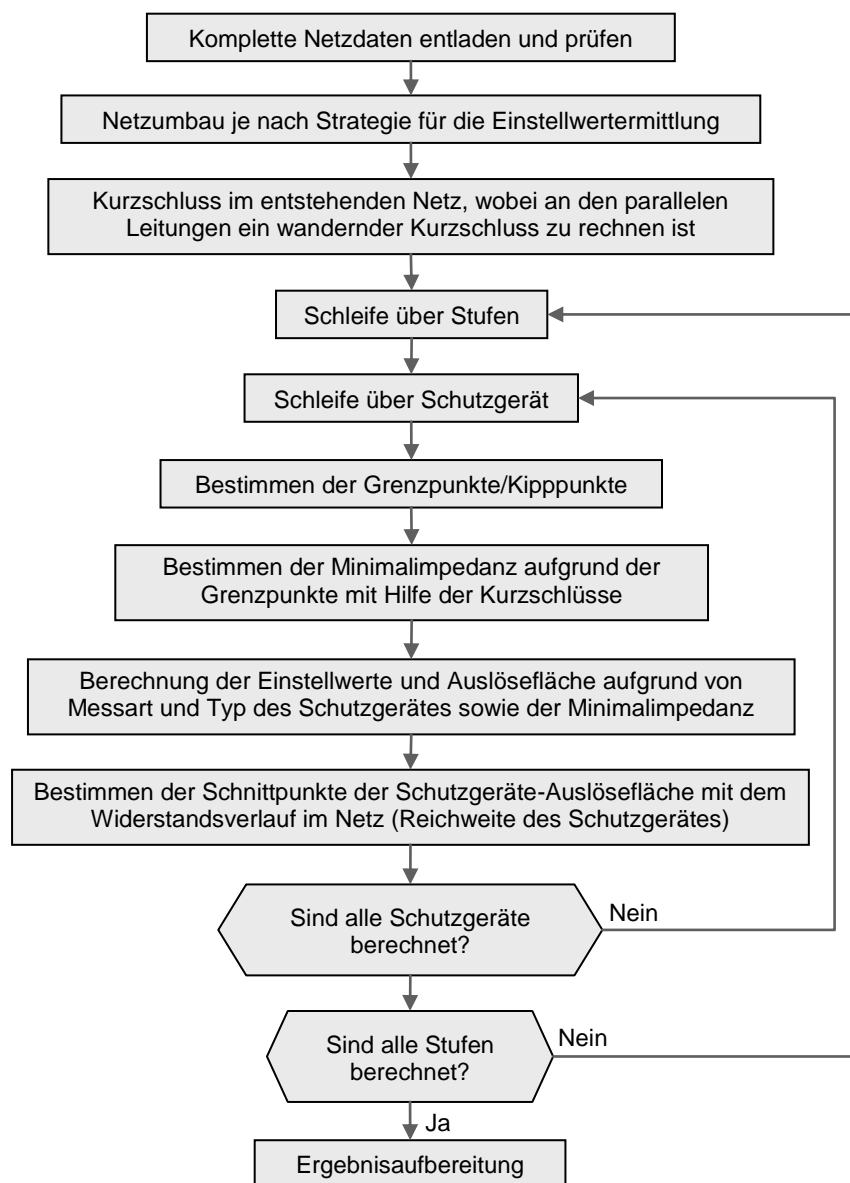 Komplette Netzdaten entladen und prüfen
Netzumbau je nach Strategie für die Einstellwertermittlung
Kurzschluss im entstehenden Netz, wobei an den parallelen
Leitungen ein wandernder Kurzschluss zu rechnen ist
Schleife über Stufen
Schleife über Schutzgerät
Bestimmen der Grenzpunkte/Kipppunkte
Bestimmen der Minimalimpedanz aufgrund der
Grenzpunkte mit Hilfe der Kurzschlüsse
Berechnung der Einstellwerte und Auslösefläche aufgrund von
Messart und Typ des Schutzgerätes sowie der Minimalimpedanz
Bestimmen der Schnittpunkte der Schutzgeräte-Auslösefläche mit dem
Widerstandsverlauf im Netz (Reichweite des Schutzgerätes)
Sind alle Schutzgeräte
berechnet?
Nein
Sind alle Stufen
berechnet?
Nein
Ja
Ergebnisaufbereitung